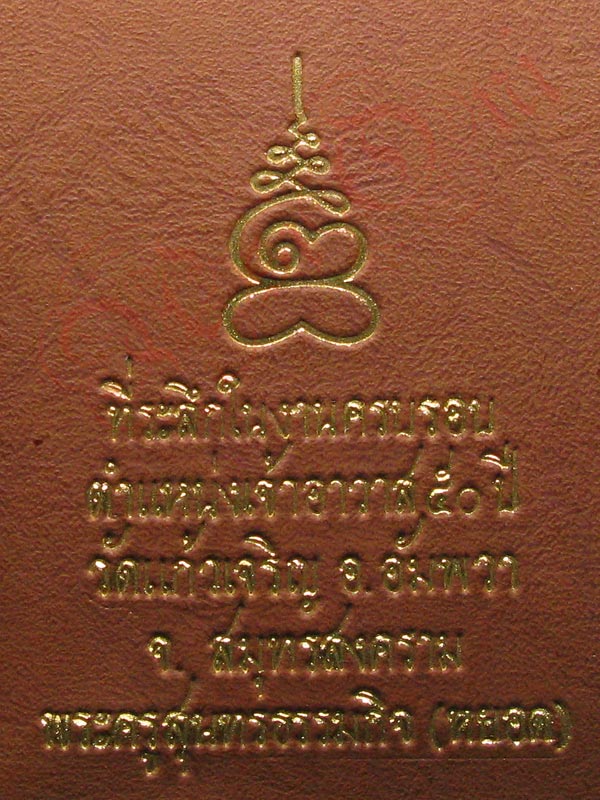 ที่ระลึกในงานครบรอบ
ตำแหน่งเจ้าอาวาส ๕๐ ปี
วัดแก้วเจริญ อ. อัมพวา
จ. สมุทรสงคราม
พระครูสุนทรธรรมกิจ (หยอด)